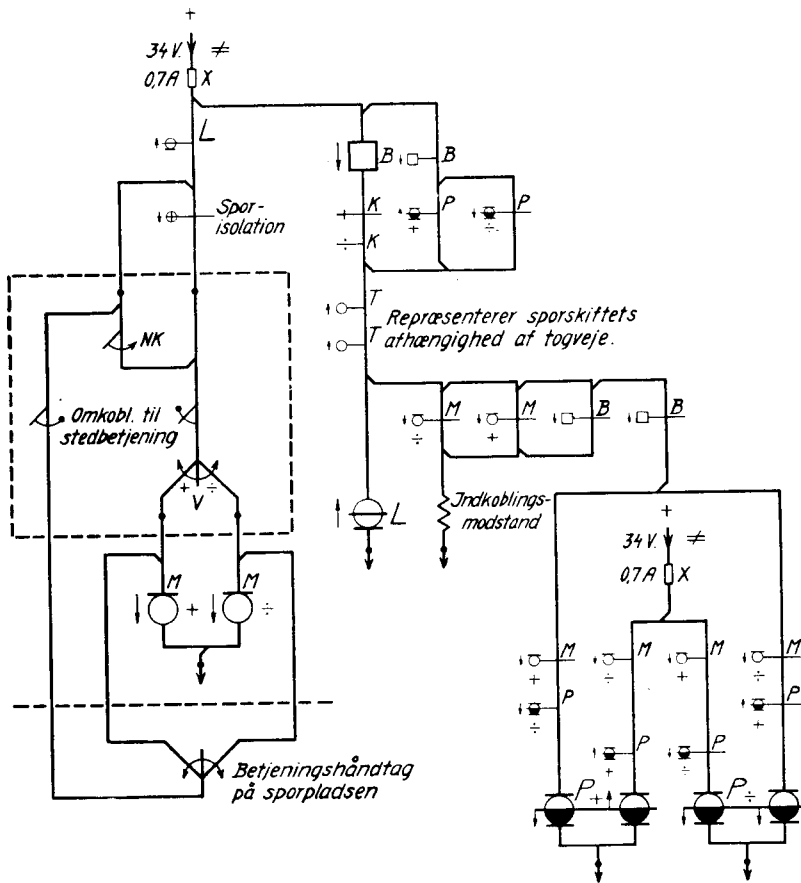 +
34 V. ≠
0,7A X
L
Spor-
isolation
NK
Omkobl. til
stedbetjening
+ ÷
V
M M
+ ÷
Betjeningshåndtag
på sporpladsen
B B
K P P
+ + ÷
K
÷
T
Repræsenterer sporskiftets
T afhængighed af togveje.
M M B B
÷ +
L
Indkoblings-
modstand
+
34 V. ≠
0,7A X
M M M M
+ ÷ + ÷
P P
÷ +
P P
+ ÷
P + P ÷